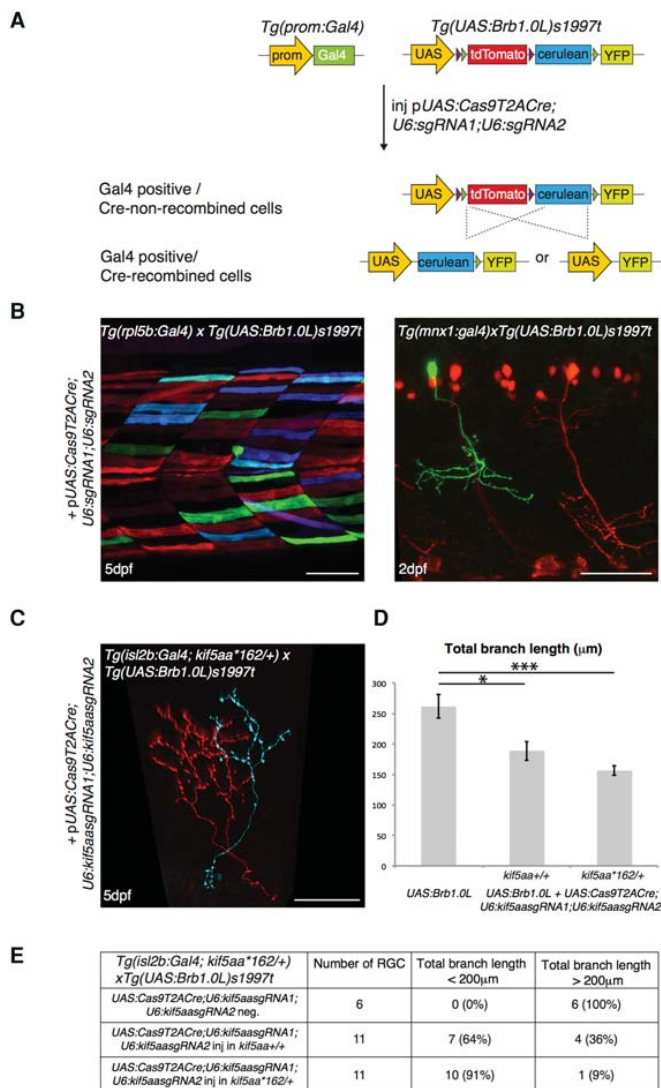 A
Tg(prom:Gal4)
Tg(UAS:Brb1.0L)s1997t
prom Gal4
UAS tdTomato cerulean YFP
inj pUAS:Cas9T2ACre;
U6:sgRNA1;U6:sgRNA2
Gal4 positive /
Cre-non-recombined cells
UAS tdTomato cerulean YFP
Gal4 positive/
Cre-recombined cells
UAS cerulean YFP or UAS YFP
B
+ pUAS:Cas9T2ACre;
U6:sgRNA1;U6:sgRNA2
Tg(rpl5b:Gal4) x Tg(UAS:Brb1.0L)s1997t
5dpf
Tg(mnx1:gal4)xTg(UAS:Brb1.0L)s1997t
2dpf
C
+ pUAS:Cas9T2ACre;
U6:kif5aasgRNA1;U6:kif5aasgRNA2
Tg(isl2b:Gal4; kif5aa*162/+) x
Tg(UAS:Brb1.0L)s1997t
5dpf
D
Total branch length (μm)
***
*
300
250
200
150
100
50
0
UAS:Brb1.0L
kif5aa+/+ kif5aa*162/+
UAS:Brb1.0L + UAS:Cas9T2ACre;
U6:kif5aasgRNA1;U6:kif5aasgRNA2
E
Tg(isl2b:Gal4; kif5aa*162/+)
xTg(UAS:Brb1.0L)s1997t
Number of RGC
Total branch length
< 200μm
Total branch length
> 200μm
UAS:Cas9T2ACre;U6:kif5aasgRNA1;
U6:kif5aasgRNA2 neg.
6
0 (0%)
6 (100%)
UAS:Cas9T2ACre;U6:kif5aasgRNA1;
U6:kif5aasgRNA2 inj in kif5aa+/+
11
7 (64%)
4 (36%)
UAS:Cas9T2ACre;U6:kif5aasgRNA1;
U6:kif5aasgRNA2 inj in kif5aa*162/+
11
10 (91%)
1 (9%)